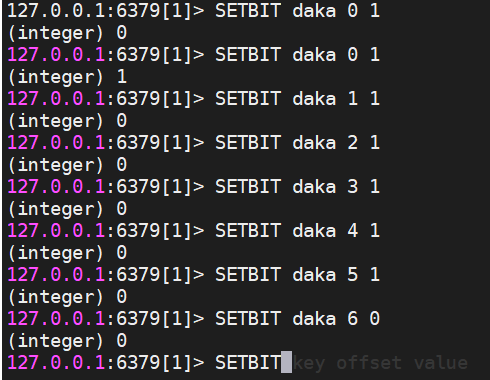 127.0.0.1:6379[1]> SETBIT daka 0 1
(integer) 0
127.0.0.1:6379[1]> SETBIT daka 0 1
(integer) 1
127.0.0.1:6379[1]> SETBIT daka 1 1
(integer) 0
127.0.0.1:6379[1]> SETBIT daka 2 1
(integer) 0
127.0.0.1:6379[1]> SETBIT daka 3 1
(integer) 0
127.0.0.1:6379[1]> SETBIT daka 4 1
(integer) 0
127.0.0.1:6379[1]> SETBIT daka 5 1
(integer) 0
127.0.0.1:6379[1]> SETBIT daka 6 0
(integer) 0
127.0.0.1:6379[1]> SETBIT key offset value